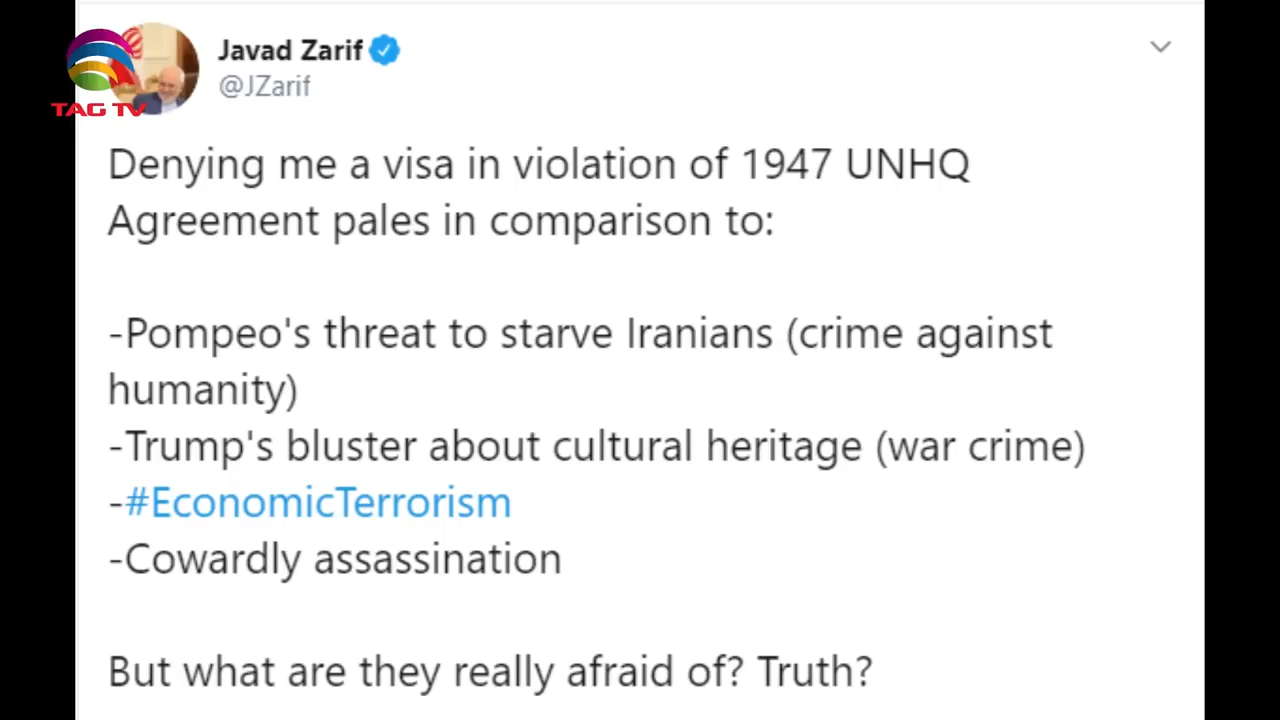 Javad Zarif
@JZarif
TAG TV
Denying me a visa in violation of 1947 UNHQ
Agreement pales in comparison to:
-Pompeo's threat to starve Iranians (crime against
humanity)
-Trump's bluster about cultural heritage (war crime)
-#EconomicTerrorism
-Cowardly assassination
But what are they really afraid of? Truth?